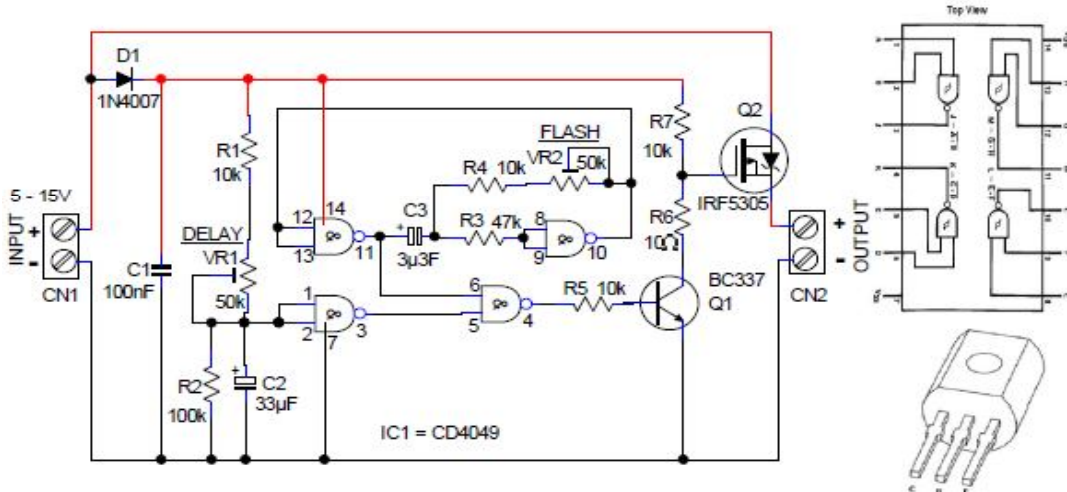 Top View
D1
1N4007
5 - 15V
INPUT
+
-
CN1
C1
100nF
R1
10k
DELAY
VR1
50k
R2
100k
+
C2
33µF
12
13
14
11
1
2
3
7
+
C3
3µ3F
R4
10k
FLASH
VR2
50k
R3
47k
8
9
10
6
5
4
R5
10k
R7
10k
R6
10Ω
Q2
IRF5305
BC337
Q1
OUTPUT
+
-
CN2
IC1 = CD4049